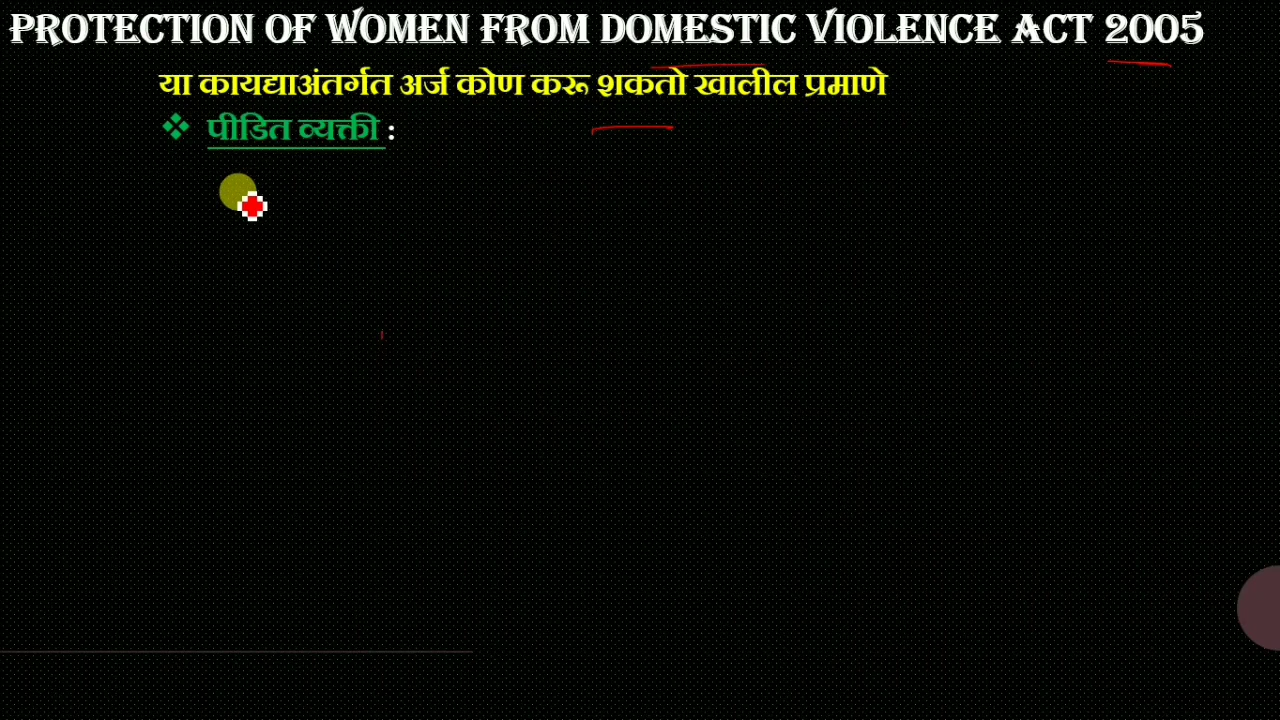 PROTECTION OF WOMEN FROM DOMESTIC VIOLENCE ACT 2005
या कायद्याअंतर्गत अर्ज कोण करू शकतो खालील प्रमाणे
❖ पीडित व्यक्ती :